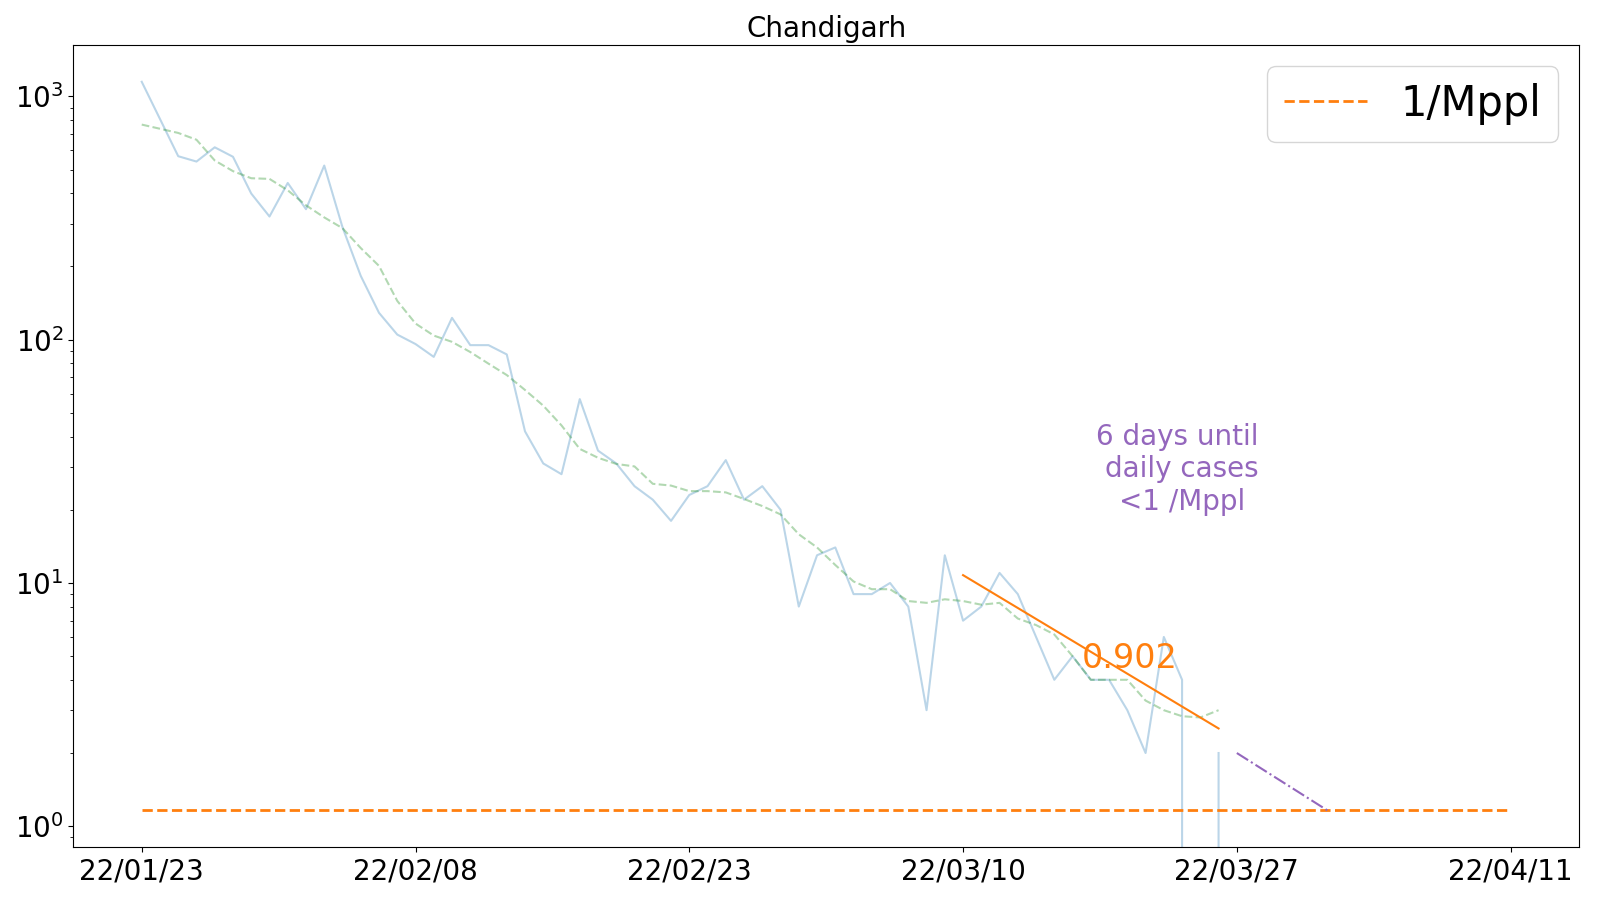 Chandigarh
1/Mppl
10³
10²
10¹
10⁰
6 days until
daily cases
<1 /Mppl
0.902
22/01/23 22/02/08 22/02/23 22/03/10 22/03/27 22/04/11